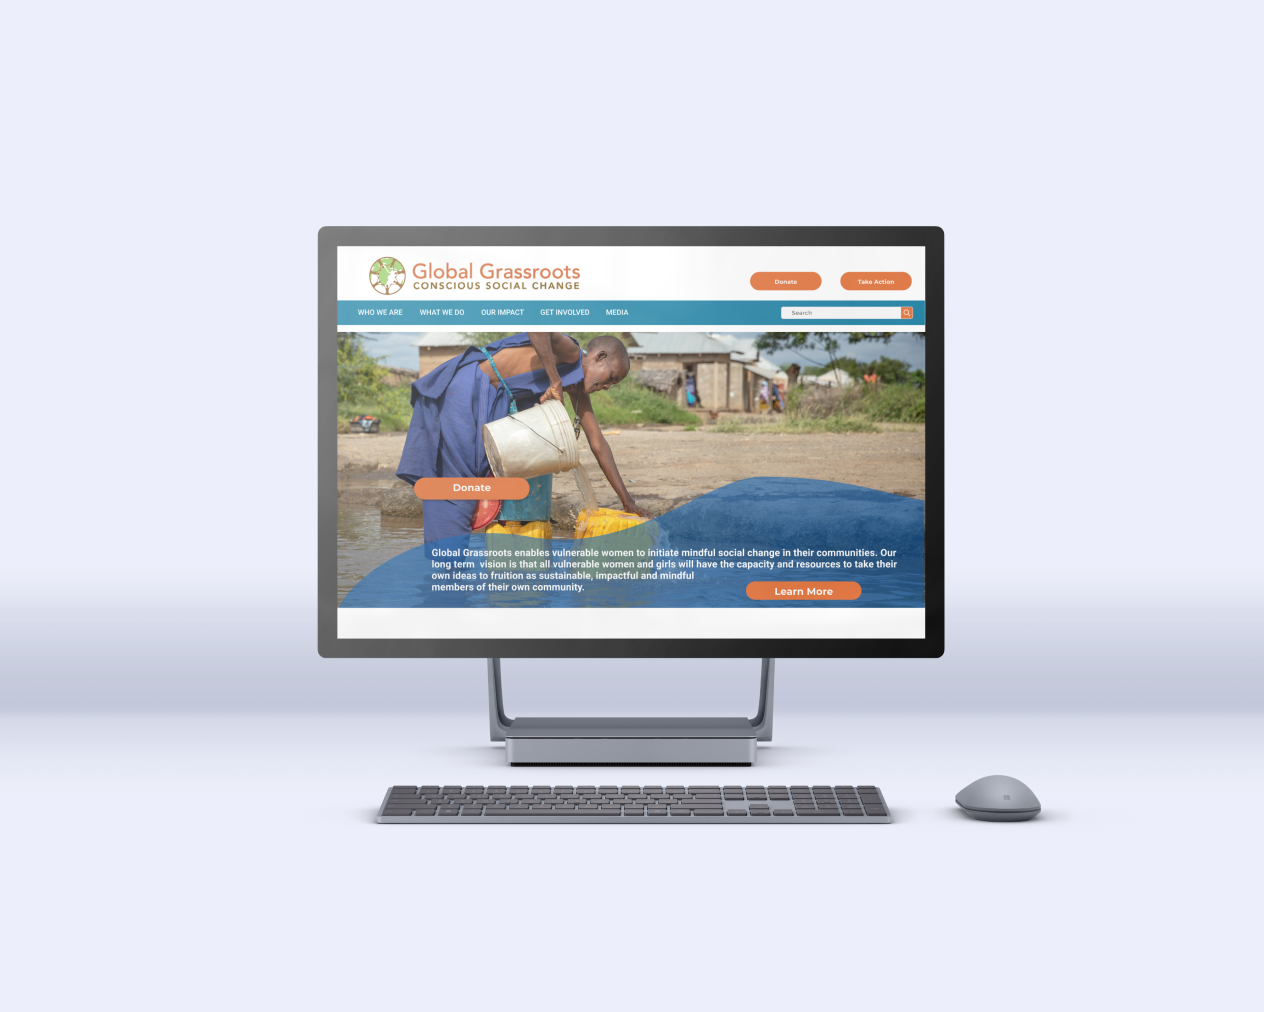 Global Grassroots
CONSCIOUS SOCIAL CHANGE
Donate
Take Action
WHO WE ARE
WHAT WE DO
OUR IMPACT
GET INVOLVED
MEDIA
Search
Donate
Global Grassroots enables vulnerable women to initiate mindful social change in their communities. Our
long term vision is that all vulnerable women and girls will have the capacity and resources to take their
own ideas to fruition as sustainable, impactful and mindful
members of their own community.
Learn More